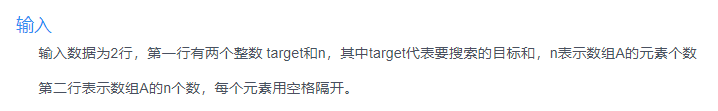 输入
输入数据为2行，第一行有两个整数 target和n，其中target代表要搜索的目标和，n表示数组A的元素个数
第二行表示数组A的n个数，每个元素用空格隔开。